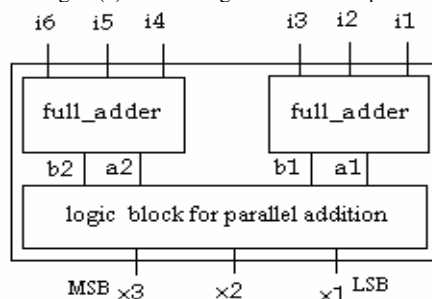 i6 i5 i4 i3 i2 i1
full_adder full_adder
b2 a2 b1 a1
logic block for parallel addition
MSB x3 x2 x1 LSB